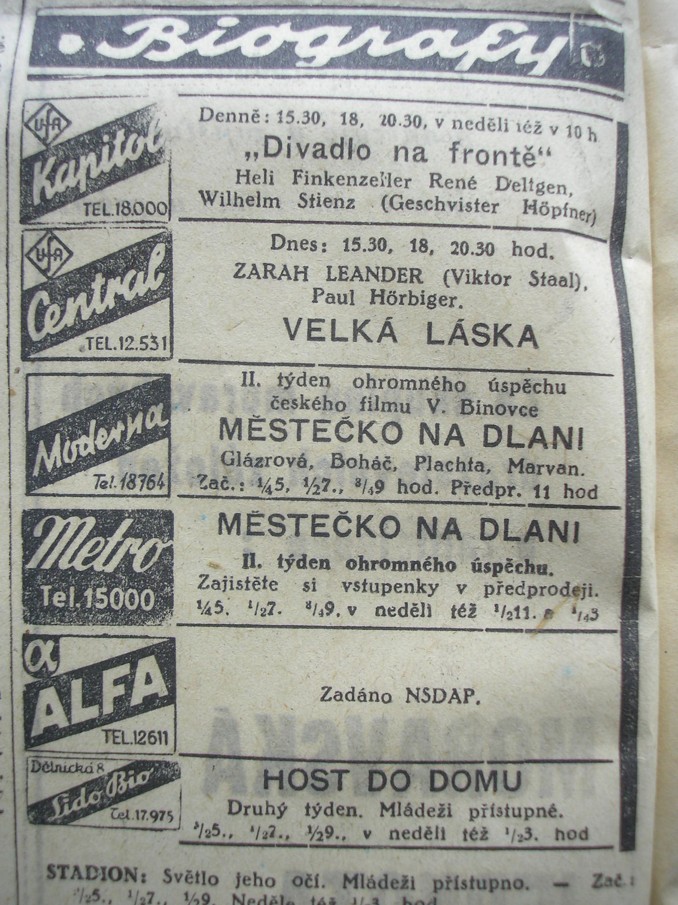 Biografy
UFA
Kapitol
TEL.18.000
Denně: 15.30, 18, 20.30, v neděli též v 10 h
„Divadlo na frontě“
Heli Finkenzeller René Deltgen,
Wilhelm Stienz (Geschvister Höpfner)
UFA
Central
TEL.12.531
Dnes: 15.30, 18, 20.30 hod.
ZARAH LEANDER (Viktor Staal),
Paul Hörbiger.
VELKÁ LÁSKA
Moderna
Tel. 18764
II. týden ohromného úspěchu
českého filmu V. Binovce
MĚSTEČKO NA DLANI
Glázrová, Boháč, Plachta, Marvan.
Zač.: ¼5, ½7., ¾9 hod. Předpr. 11 hod
Metro
Tel.15000
MĚSTEČKO NA DLANI
II. týden ohromného úspěchu.
Zajistěte si vstupenky v předprodeji.
¼5. ½7. ¾9. v neděli též ½11. a ¼3
α
ALFA
TEL.12611
Zadáno NSDAP.
Dělnická 8
Lido Bio
Tel. 17.975
HOST DO DOMU
Druhý týden. Mládeži přístupné.
¾5., ½7., ½9., v neděli též ½3. hod
STADION: Světlo jeho očí. Mládeži přístupno. — Zač.:
½7., ½9. Neděle též